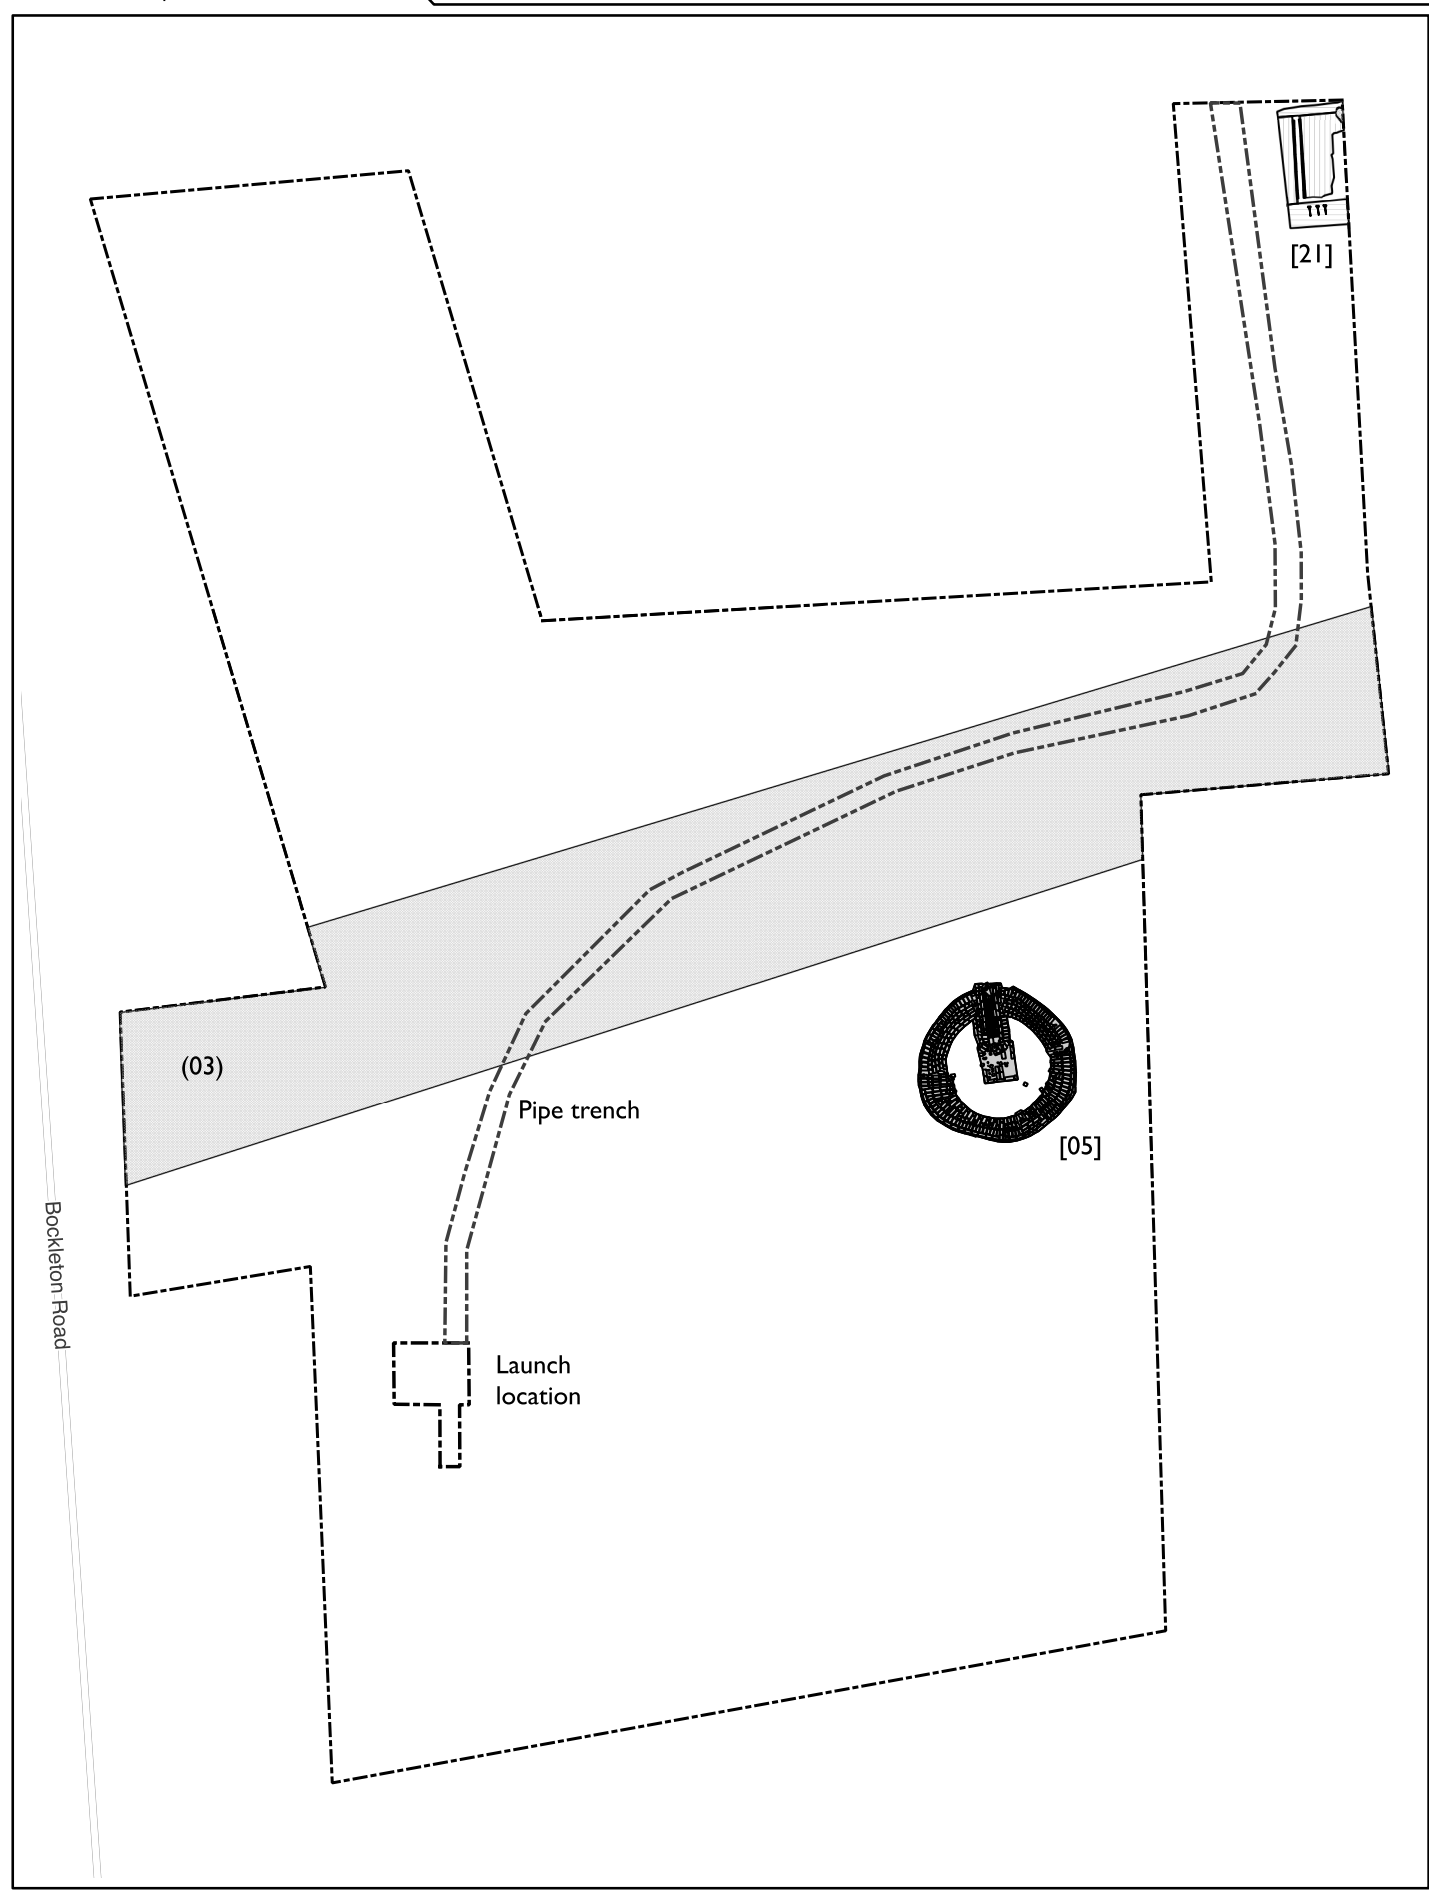 [21]
(03)
Pipe trench
[05]
Bockleton Road
Launch
location